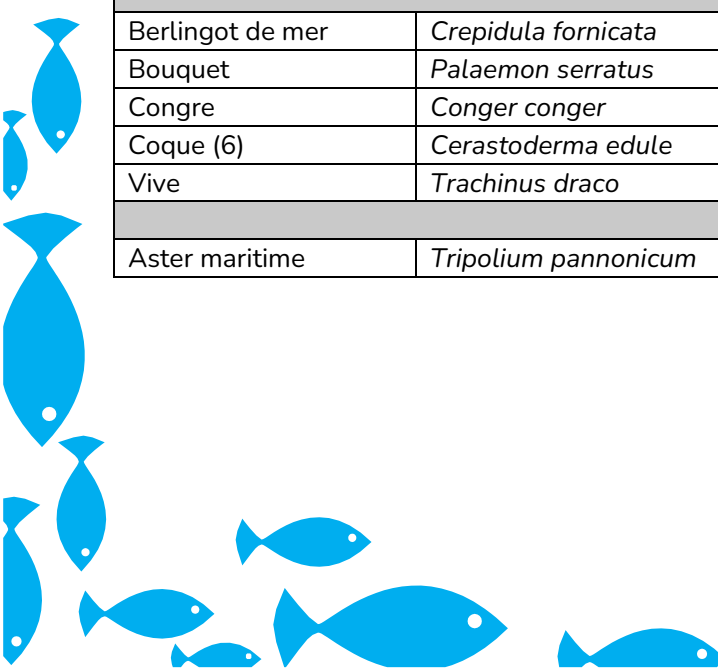 Berlingot de mer Crepidula fornicata
Bouquet Palaemon serratus
Congre Conger conger
Coque (6) Cerastoderma edule
Vive Trachinus draco
Aster maritime Tripolium pannonicum